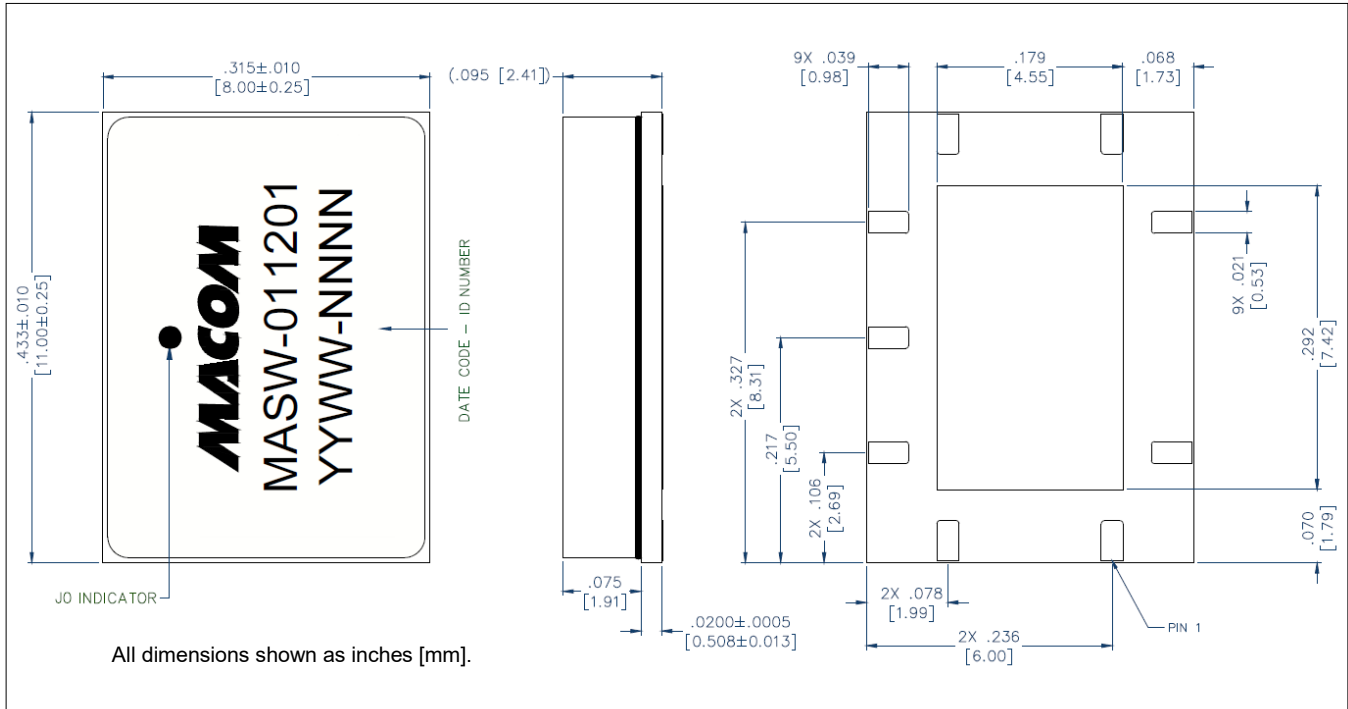 .315±.010
[8.00±0.25]
(.095 [2.41])
9X .039
[0.98]
.179
[4.55]
.068
[1.73]
.433±.010
[11.00±0.25]
MACOM
MASW-011201
YYWW-NNNN
DATE CODE – ID NUMBER
2X .327
[8.31]
.217
[5.50]
2X .106
[2.69]
9X .021
[0.53]
.292
[7.42]
.070
[1.79]
J0 INDICATOR
.075
[1.91]
.0200±.0005
[0.508±0.013]
2X .078
[1.99]
2X .236
[6.00]
PIN 1
All dimensions shown as inches [mm].